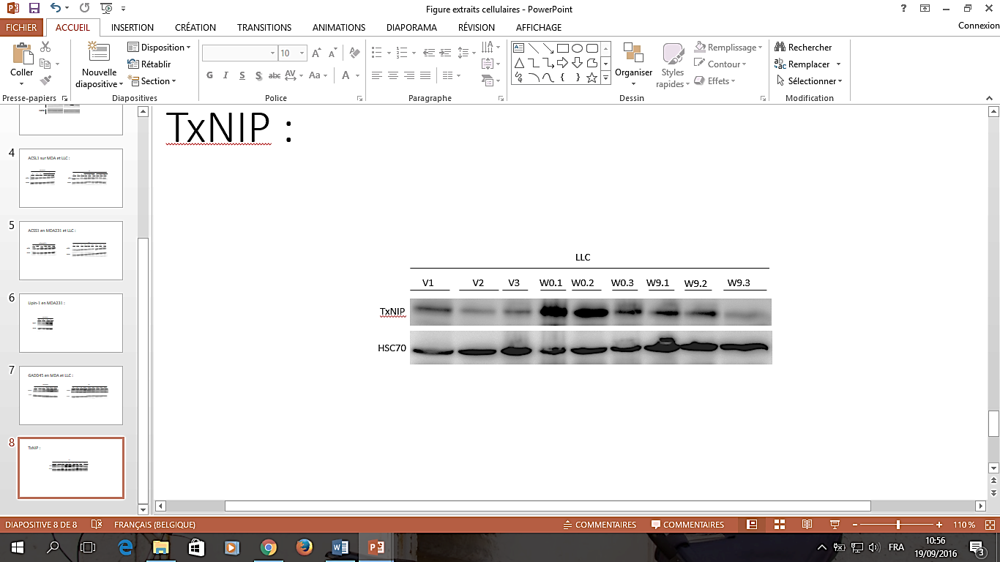 Figure extraits cellulaires - PowerPoint
?
Connexion
FICHIER ACCUEIL INSERTION CRÉATION TRANSITIONS ANIMATIONS DIAPORAMA RÉVISION AFFICHAGE
Coller
Presse-papiers
Nouvelle diapositive
Disposition
Rétablir
Section
Diapositives
10
G I S S abc AV Aa A
Police
Paragraphe
Organiser
Styles rapides
Remplissage
Contour
Effets
Dessin
Rechercher
Remplacer
Sélectionner
Modification
4
ACSL1 sur MDA et LLC :
5
ACSS1 en MDA231 et LLC :
6
Lipin-1 en MDA231 :
7
GADD45 en MDA et LLC :
8
TxNIP :
TxNIP :
LLC
V1 V2 V3 W0.1 W0.2 W0.3 W9.1 W9.2 W9.3
TxNIP
HSC70
DIAPOSITIVE 8 DE 8 FRANÇAIS (BELGIQUE) COMMENTAIRES COMMENTAIRES 110 %
FRA
10:56
19/09/2016
3